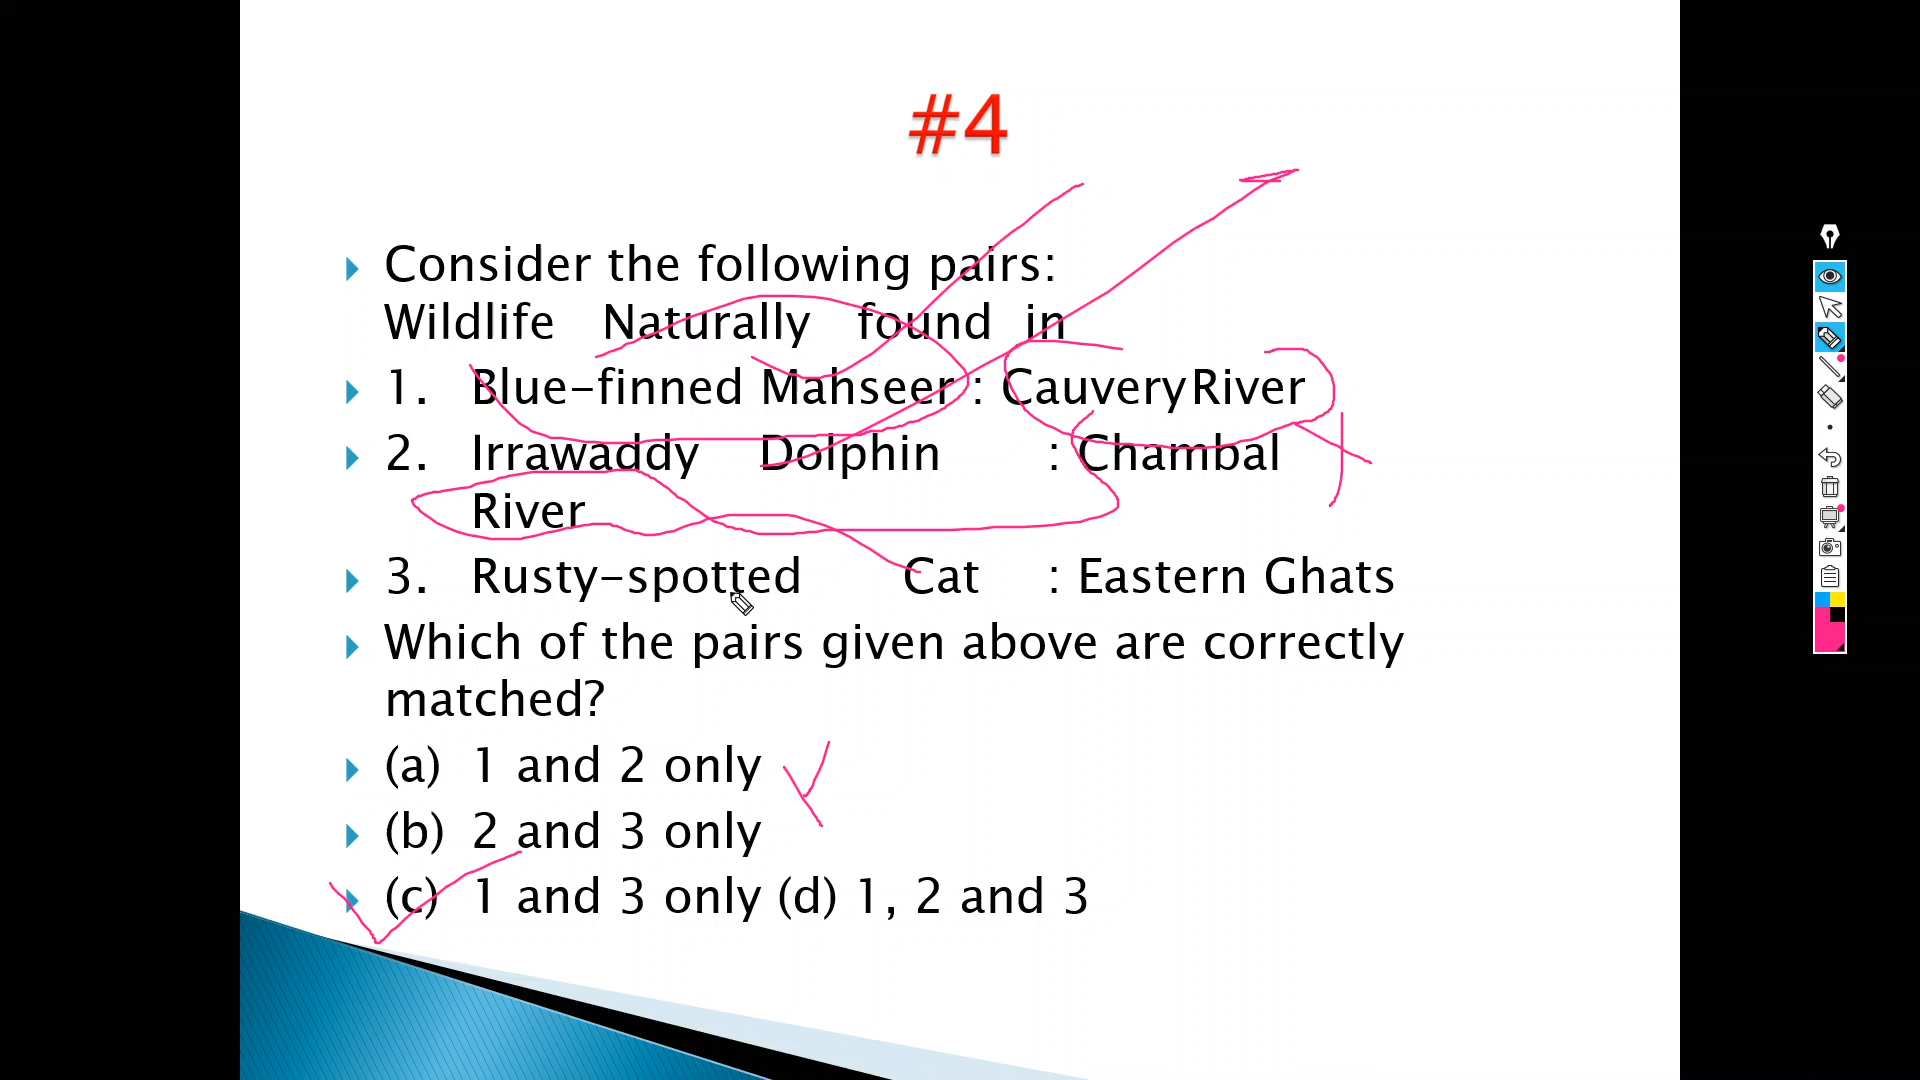 #4
Consider the following pairs:
Wildlife Naturally found in
1. Blue-finned Mahseer : Cauvery River
2. Irrawaddy Dolphin : Chambal
River
3. Rusty-spotted Cat : Eastern Ghats
Which of the pairs given above are correctly
matched?
(a) 1 and 2 only
(b) 2 and 3 only
(c) 1 and 3 only (d) 1, 2 and 3